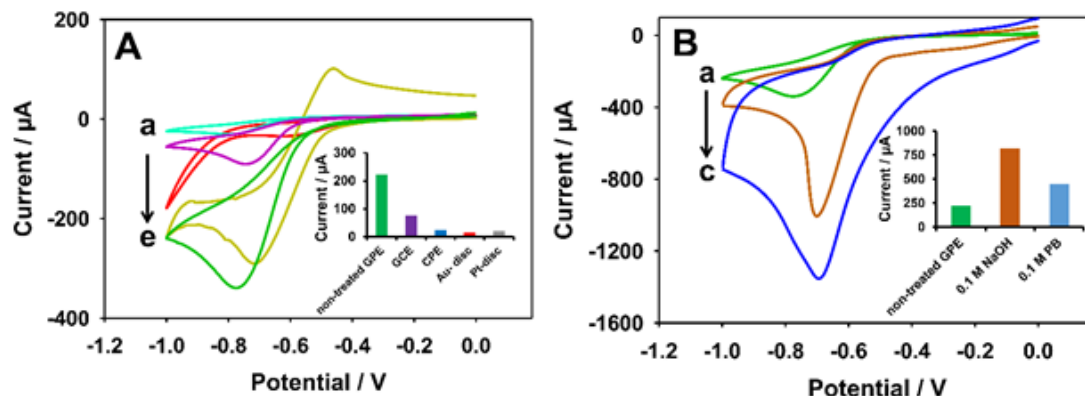 A
200
0
-200
-400
Current / µA
a
e
-1.2 -1.0 -0.8 -0.6 -0.4 -0.2 0.0
Potential / V
300
200
100
0
Current / µA
non-treated GPE
GCE
CPE
Au- disc
Pt-disc
B
0
-400
-800
-1200
-1600
Current / µA
a
c
-1.2 -1.0 -0.8 -0.6 -0.4 -0.2 0.0
Potential / V
1000
750
500
250
0
Current / µA
non-treated GPE
0.1 M NaOH
0.1 M PB